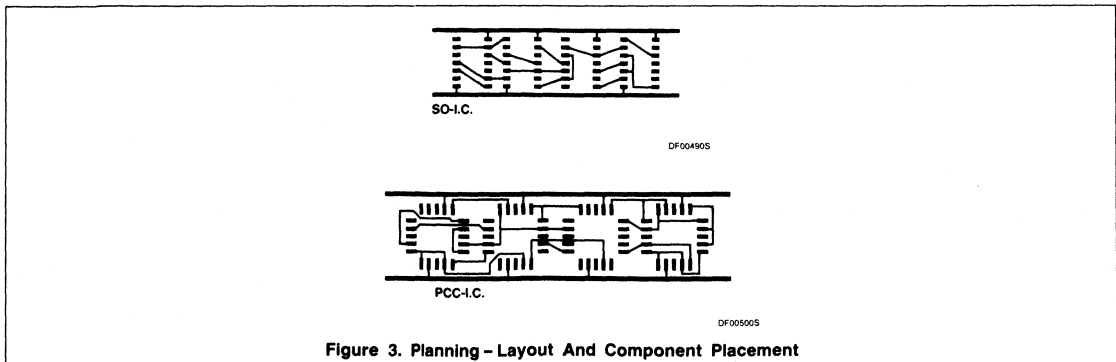 SO-I.C.
DF00490S
PCC-I.C.
DF00500S
Figure 3. Planning – Layout And Component Placement